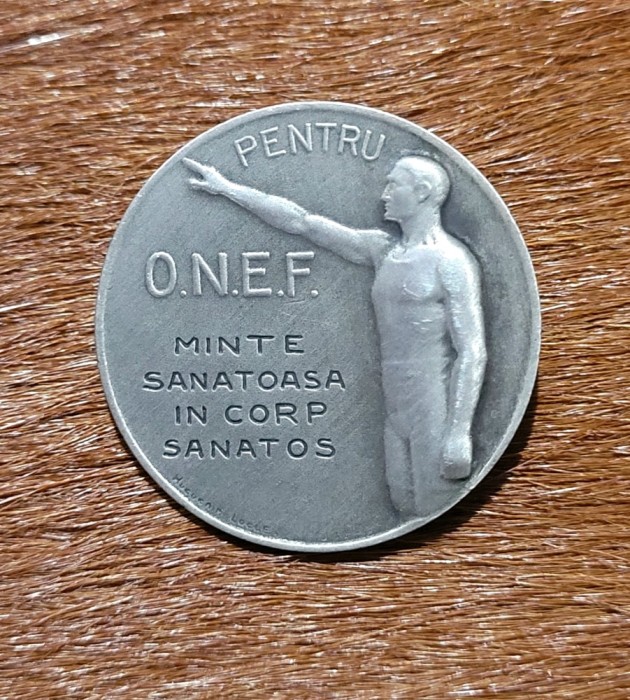 PENTRU
O.N.E.F.
MINTE
SANATOASA
IN CORP
SANATOS